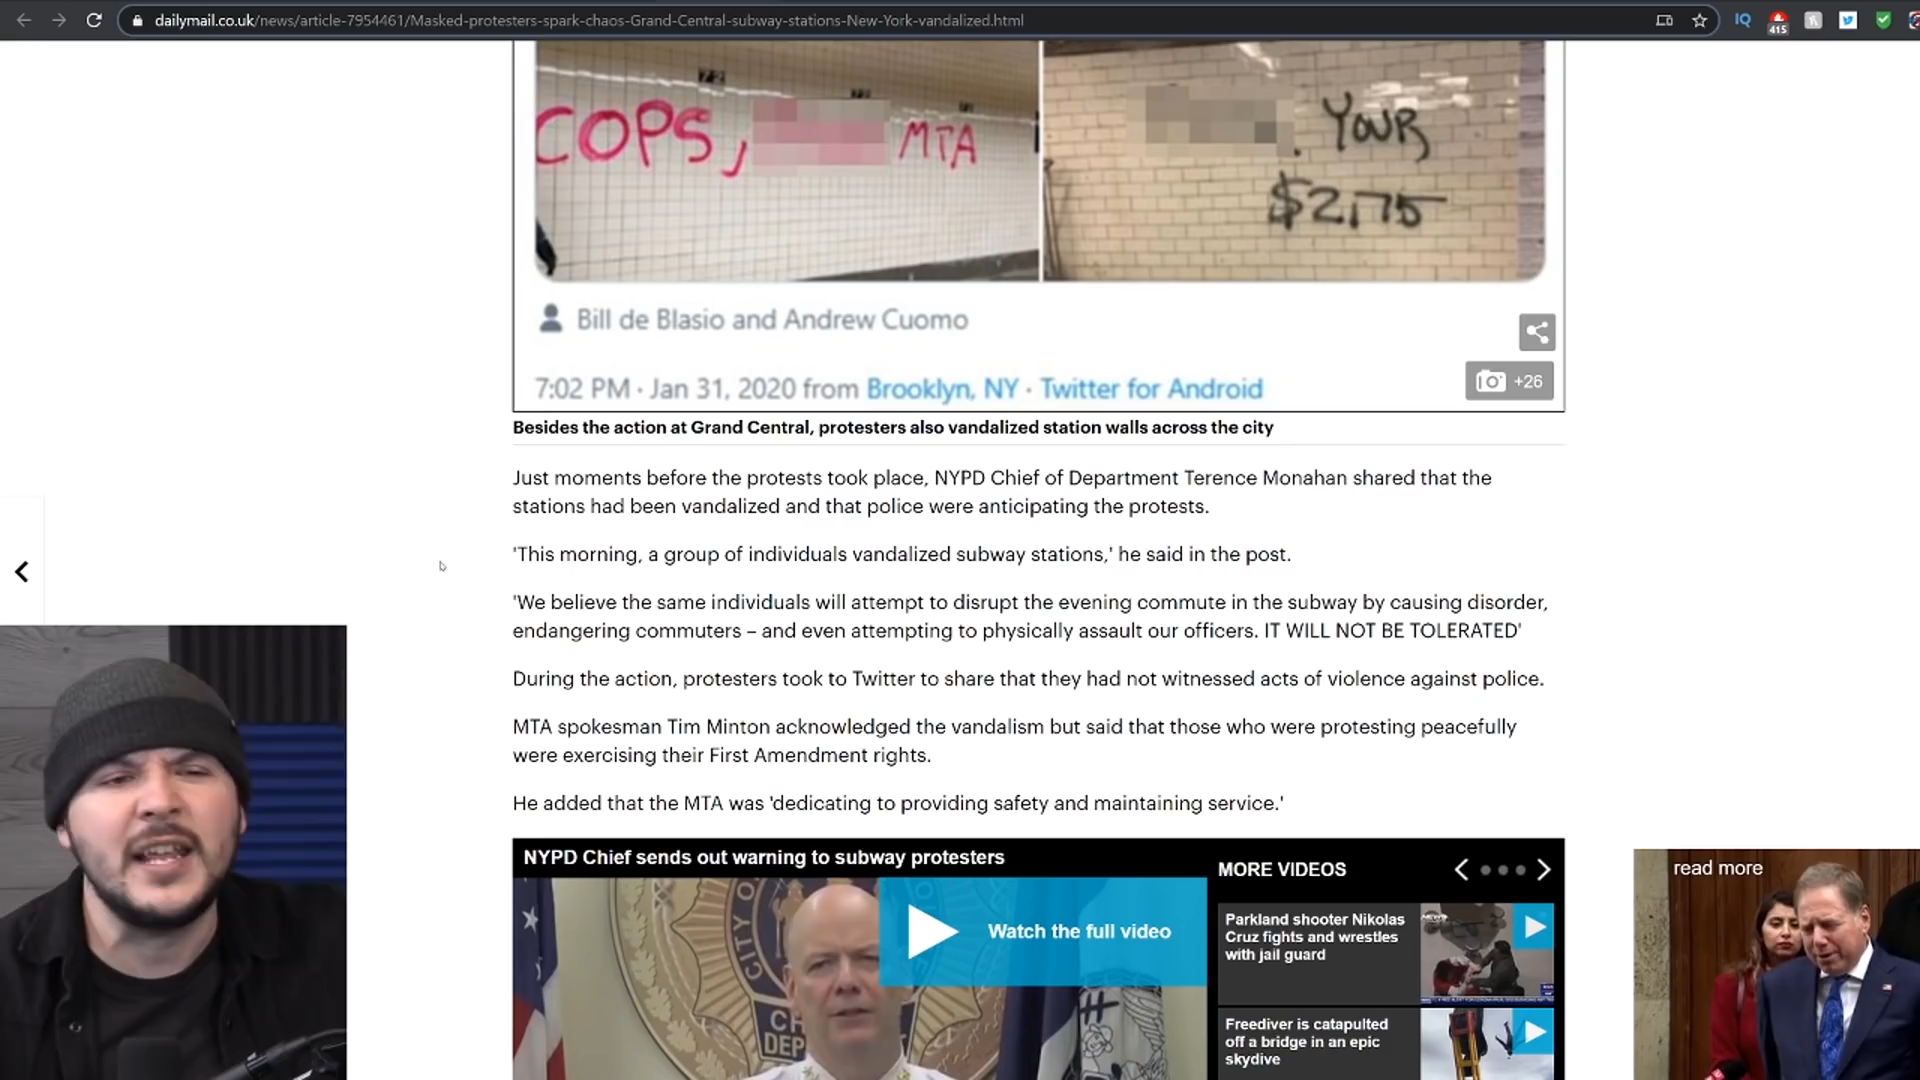 dailymail.co.uk/news/article-7954461/Masked-protesters-spark-chaos-Grand-Central-subway-stations-New-York-vandalized.html
IQ
415
COPS, MTA
. YOUR
$2.75
Bill de Blasio and Andrew Cuomo
7:02 PM · Jan 31, 2020 from Brooklyn, NY · Twitter for Android
+26
Besides the action at Grand Central, protesters also vandalized station walls across the city
Just moments before the protests took place, NYPD Chief of Department Terence Monahan shared that the
stations had been vandalized and that police were anticipating the protests.
'This morning, a group of individuals vandalized subway stations,' he said in the post.
'We believe the same individuals will attempt to disrupt the evening commute in the subway by causing disorder,
endangering commuters – and even attempting to physically assault our officers. IT WILL NOT BE TOLERATED'
During the action, protesters took to Twitter to share that they had not witnessed acts of violence against police.
MTA spokesman Tim Minton acknowledged the vandalism but said that those who were protesting peacefully
were exercising their First Amendment rights.
He added that the MTA was 'dedicating to providing safety and maintaining service.'
NYPD Chief sends out warning to subway protesters
Watch the full video
CITY O
CH
DEP
MORE VIDEOS
Parkland shooter Nikolas
Cruz fights and wrestles
with jail guard
Freediver is catapulted
off a bridge in an epic
skydive
read more